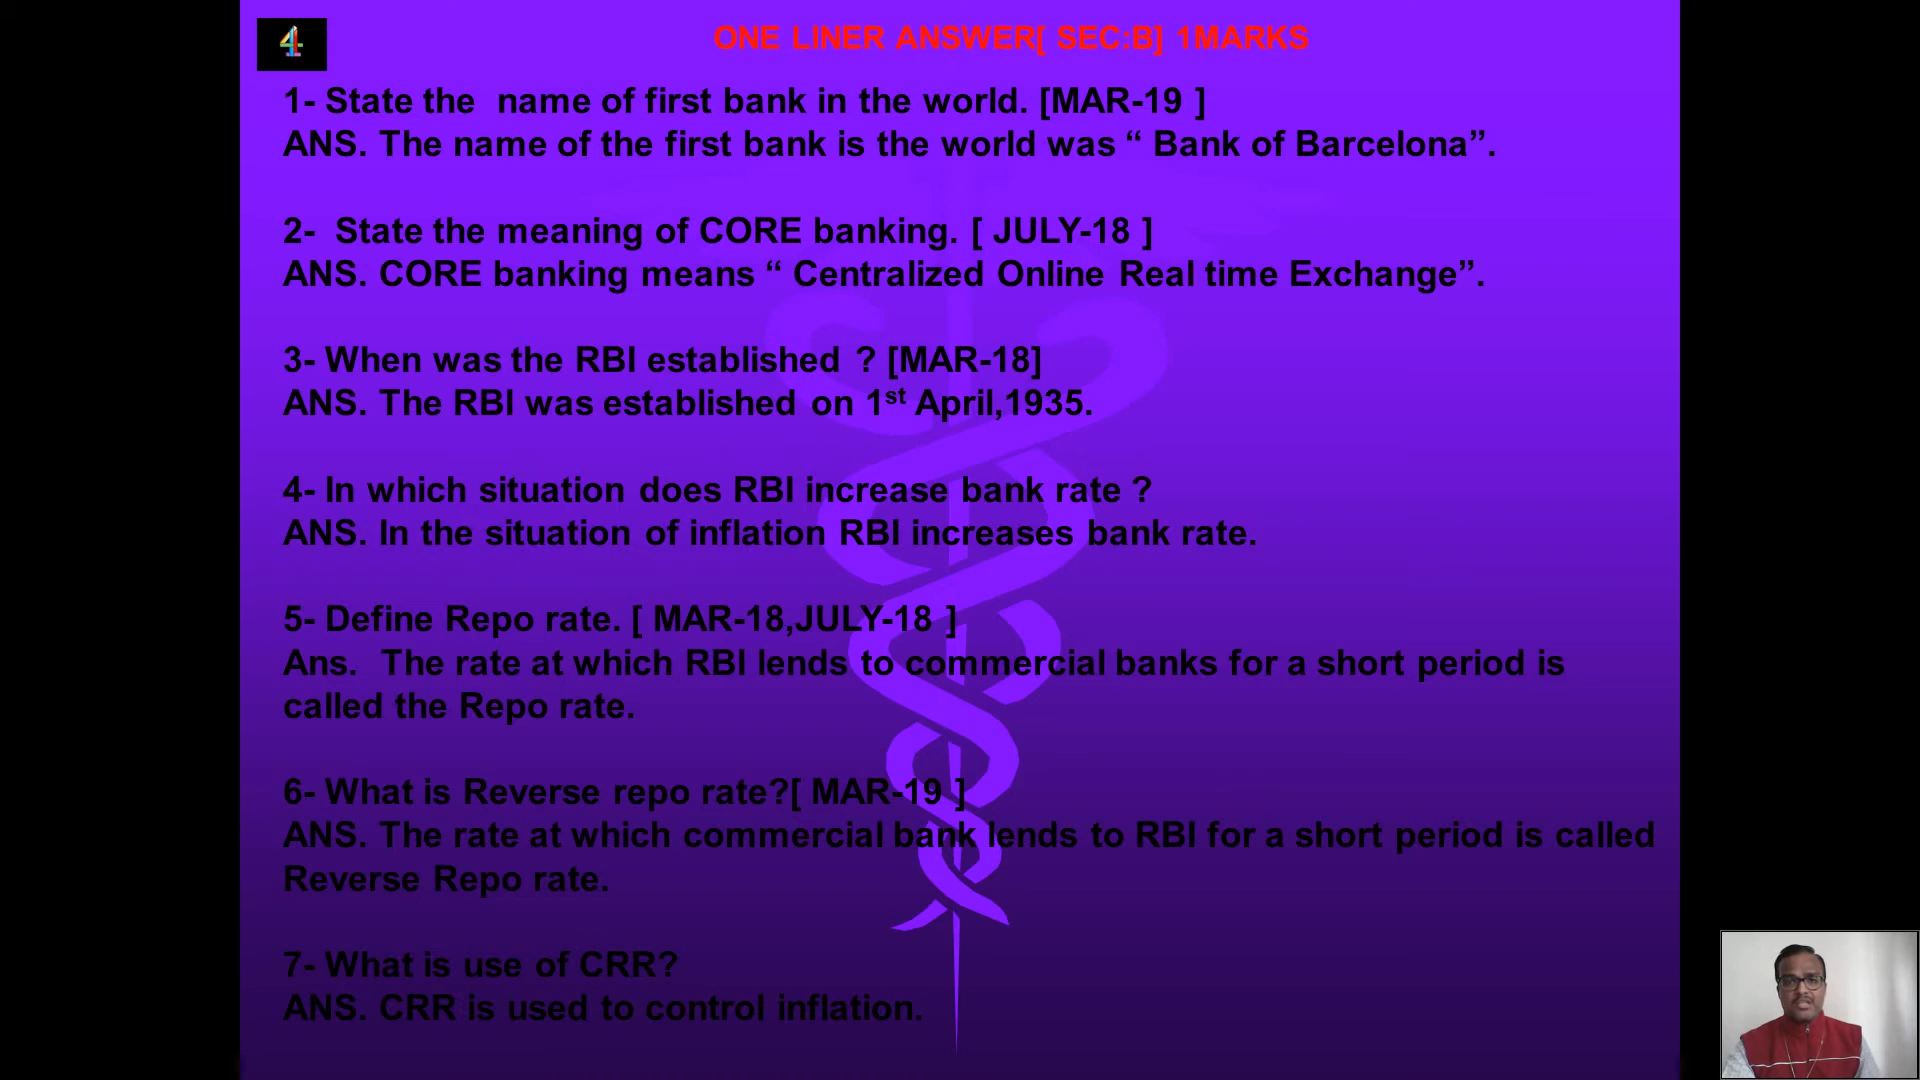 4
ONE LINER ANSWER[ SEC:B] 1MARKS
1- State the name of first bank in the world. [MAR-19 ]
ANS. The name of the first bank is the world was “ Bank of Barcelona”.
2- State the meaning of CORE banking. [ JULY-18 ]
ANS. CORE banking means “ Centralized Online Real time Exchange”.
3- When was the RBI established ? [MAR-18]
ANS. The RBI was established on 1st April,1935.
4- In which situation does RBI increase bank rate ?
ANS. In the situation of inflation RBI increases bank rate.
5- Define Repo rate. [ MAR-18,JULY-18 ]
Ans. The rate at which RBI lends to commercial banks for a short period is
called the Repo rate.
6- What is Reverse repo rate?[ MAR-19 ]
ANS. The rate at which commercial bank lends to RBI for a short period is called
Reverse Repo rate.
7- What is use of CRR?
ANS. CRR is used to control inflation.